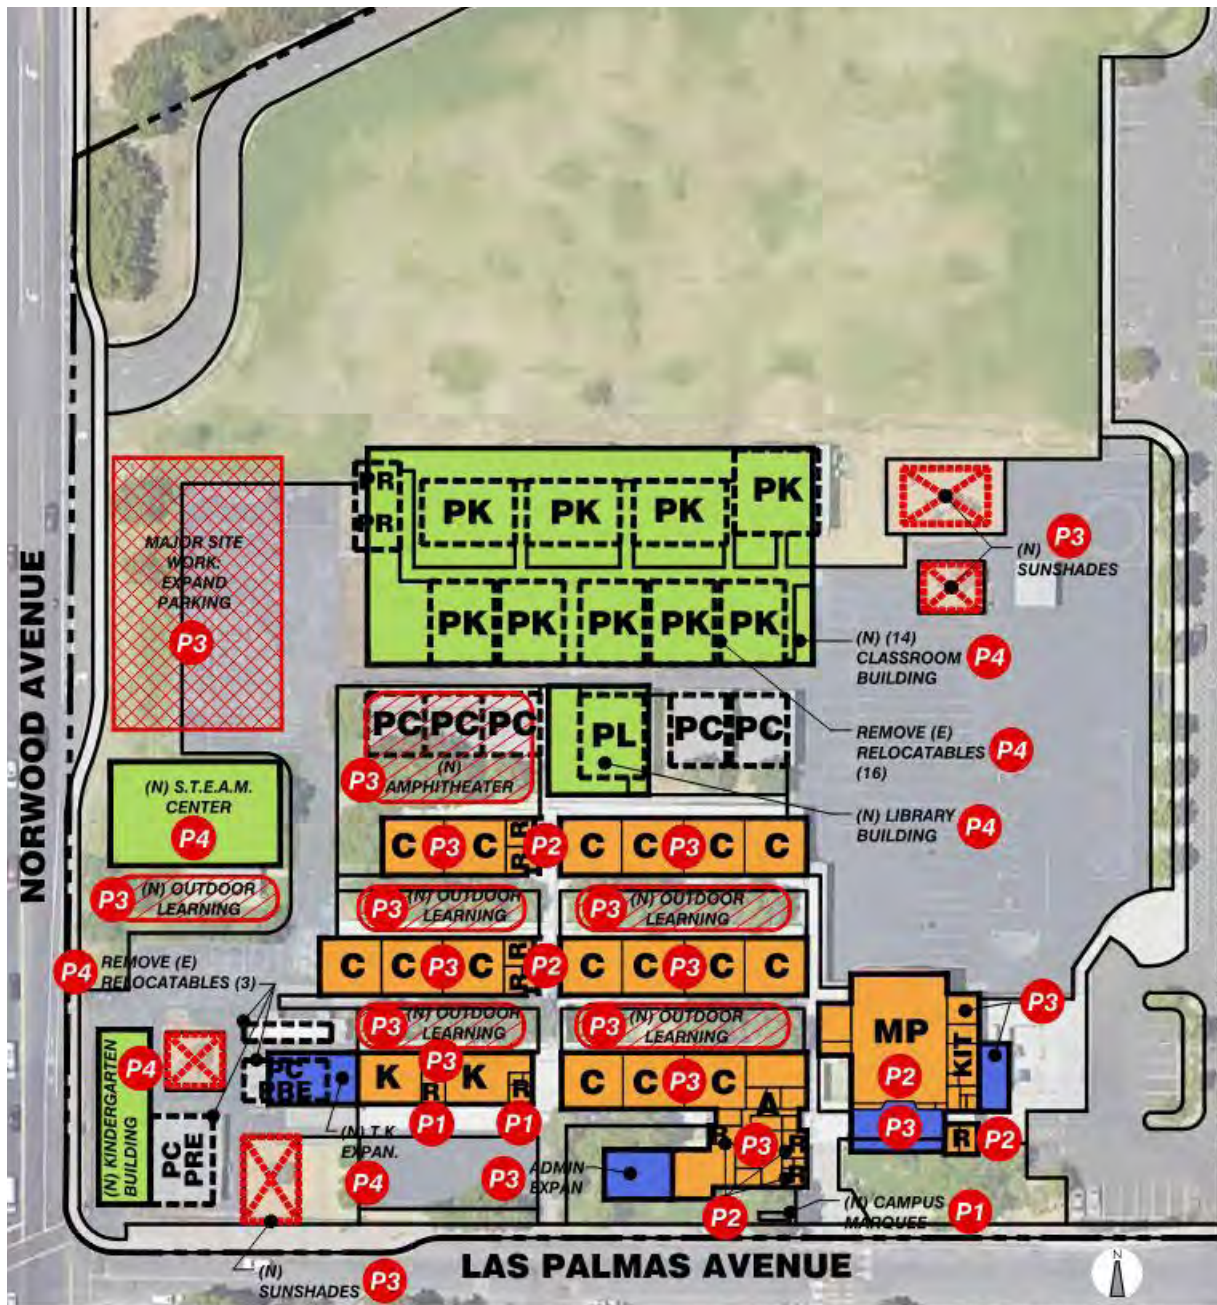 PR
PR
PK
PK
PK
PK
PK
PK
PK
PK
PK
P3
(N)
SUNSHADES
MAJOR SITE
WORK:
EXPAND
PARKING
P3
NORWOOD AVENUE
(N) (14)
CLASSROOM
BUILDING
P4
REMOVE (E)
RELOCATABLES
(16)
P4
(N) LIBRARY
BUILDING
P4
PC
PC
PC
PL
PC
PC
P3
(N)
AMPHITHEATER
(N) S.T.E.A.M.
CENTER
P4
C
P3
C
R
R
P2
C
C
P3
C
C
P3
(N) OUTDOOR
LEARNING
P3
(N) OUTDOOR
LEARNING
P3
(N) OUTDOOR
LEARNING
P4
REMOVE (E)
RELOCATABLES (3)
C
C
P3
C
R
R
P2
C
C
P3
C
C
P3
(N) OUTDOOR
LEARNING
P3
(N) OUTDOOR
LEARNING
MP
KIT
P3
P2
P3
R
P2
(N) KINDERGARTEN
BUILDING
P4
PC
PRE
PC
PRE
K
P3
R
K
R
P1
P1
C
C
P3
C
A
R
P3
R
R
(N) T.K.
EXPAN.
P4
P3
ADMIN
EXPAN
P2
(N) CAMPUS
MARQUEE
P1
(N)
SUNSHADES
P3
LAS PALMAS AVENUE
N